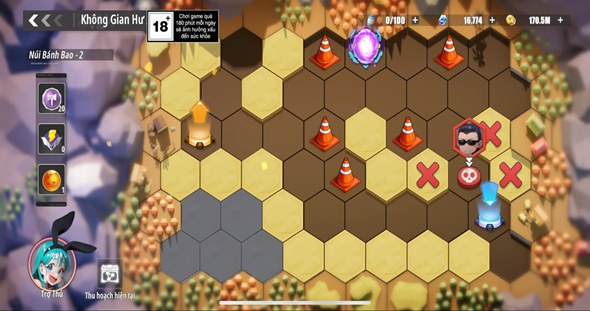 Không Gian Hư
18+
Chơi game quá
180 phút mỗi ngày
sẽ ảnh hưởng xấu
đến sức khỏe
0/100 +
16.774 +
170.5M +
Núi Bánh Bao - 2
20
0
1
Trợ Thủ
Thu hoạch hiện tại